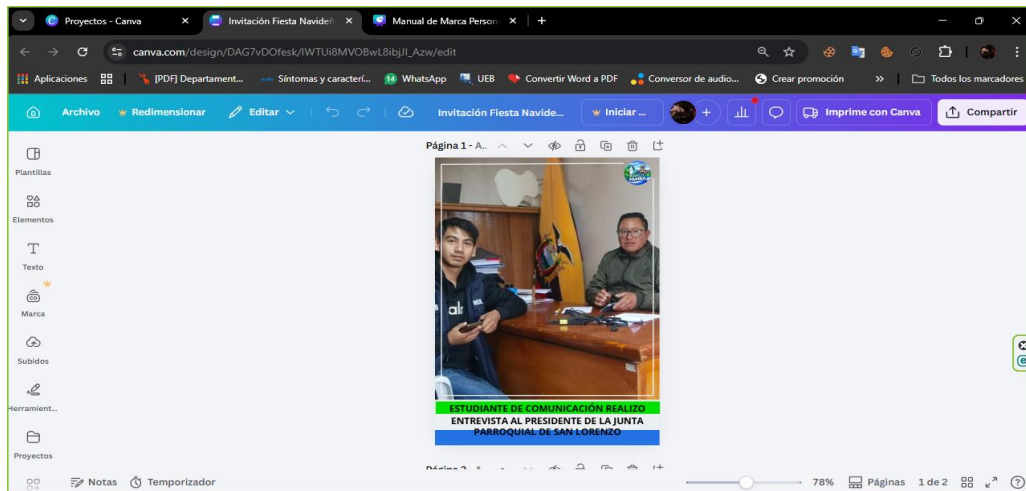 Proyectos - Canva
Invitación Fiesta Navideñ
Manual de Marca Person
canva.com/design/DAG7vDOfesk/IWTUi8MVOBwL8ibjJl_Azw/edit
Aplicaciones
[PDF] Departament...
Síntomas y caracterí...
WhatsApp
UEB
Convertir Word a PDF
Conversor de audio...
Crear promoción
»
Todos los marcadores
Archivo
Redimensionar
Editar
Invitación Fiesta Navide...
Iniciar ...
Imprime con Canva
Compartir
Plantillas
Elementos
Texto
Marca
Subidos
Herramient...
Proyectos
Página 1 - A..
ESTUDIANTE DE COMUNICACIÓN REALIZO
ENTREVISTA AL PRESIDENTE DE LA JUNTA
PARROQUIAL DE SAN LORENZO
Notas
Temporizador
78%
Páginas
1 de 2